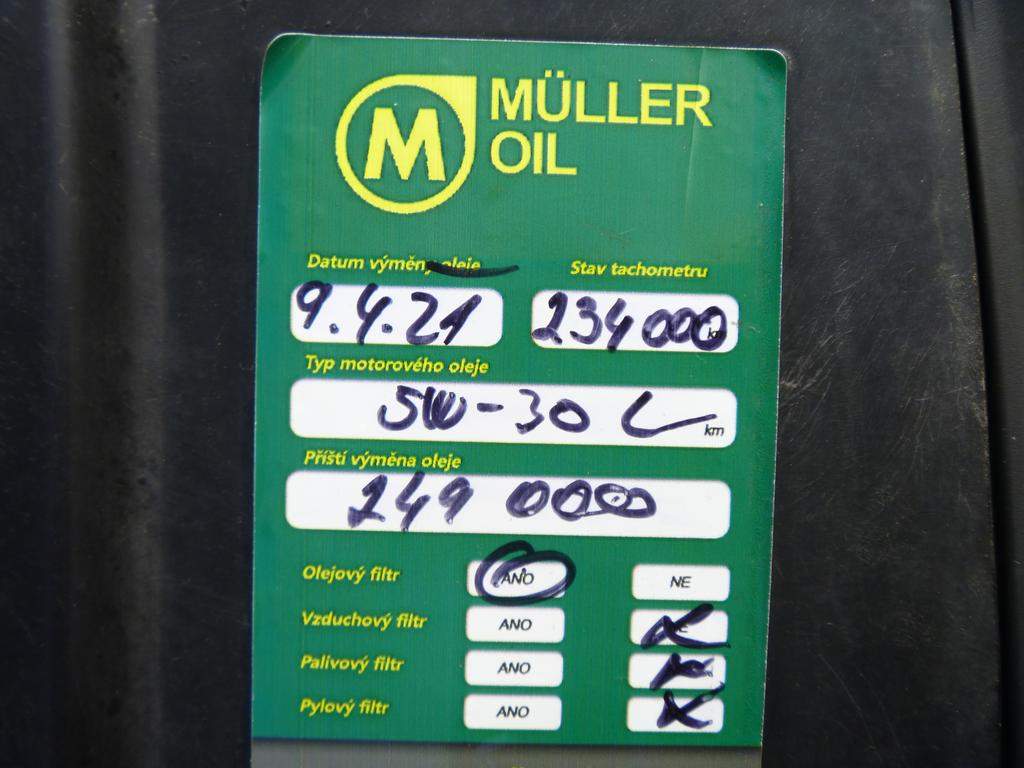 M MÜLLER
OIL
Datum výměny oleje Stav tachometru
9.4.21 234000 km
Typ motorového oleje
5W-30 L km
Příští výměna oleje
249 000
Olejový filtr ANO NE
Vzduchový filtr ANO
Palivový filtr ANO
Pylový filtr ANO